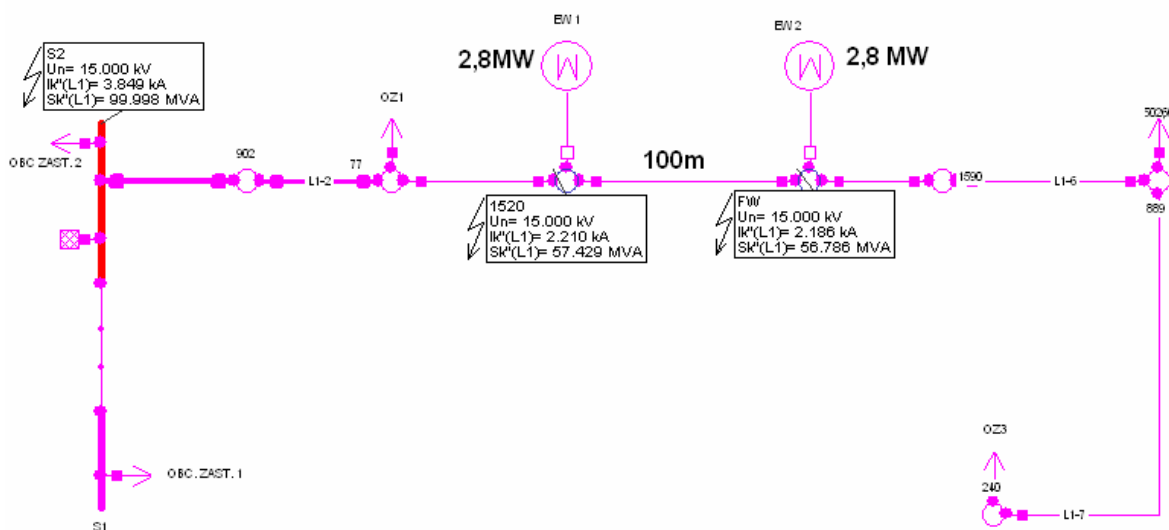 EW 1
EW 2
2,8MW
2,8 MW
S2
Un= 15.000 kV
Ik"(L1)= 3.849 kA
Sk"(L1)= 99.998 MVA
OZ1
OBC.ZAST. 2
902
L1-2
77
100m
1590
L1-6
889
1520
Un= 15.000 kV
Ik"(L1)= 2.210 kA
Sk"(L1)= 57.429 MVA
FW
Un= 15.000 kV
Ik"(L1)= 2.186 kA
Sk"(L1)= 56.786 MVA
OZ3
OBC.ZAST. 1
240
L1-7
S1